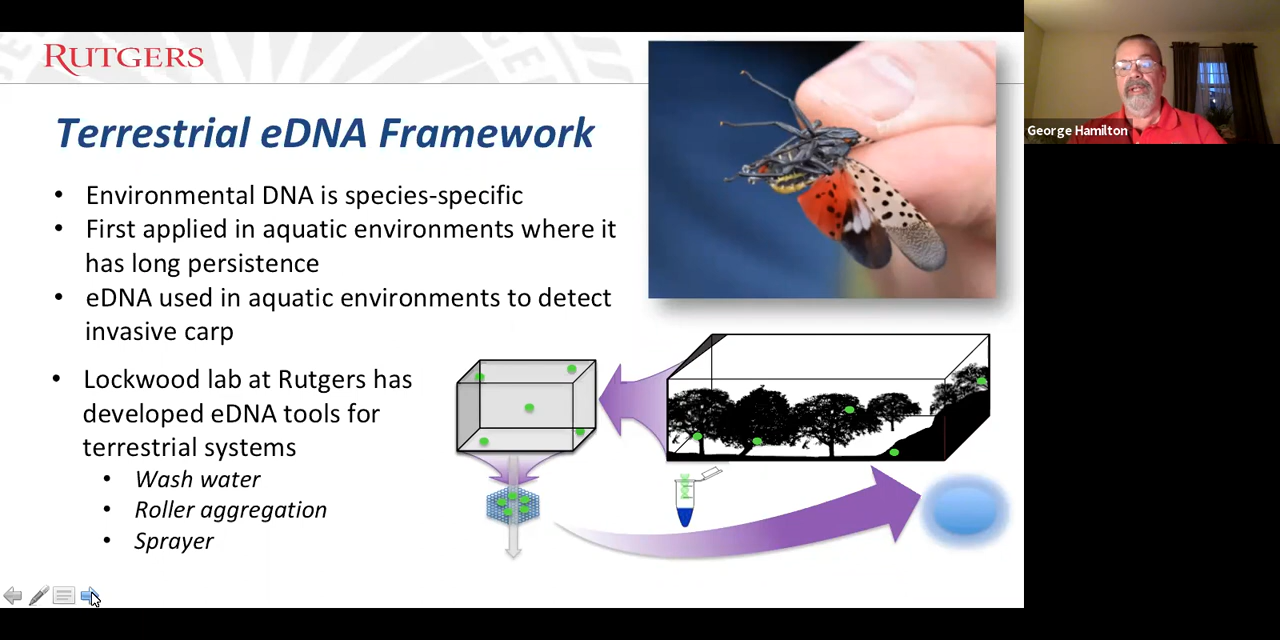 RUTGERS
Terrestrial eDNA Framework
• Environmental DNA is species-specific
• First applied in aquatic environments where it
has long persistence
• eDNA used in aquatic environments to detect
invasive carp
• Lockwood lab at Rutgers has
developed eDNA tools for
terrestrial systems
• Wash water
• Roller aggregation
• Sprayer
George Hamilton